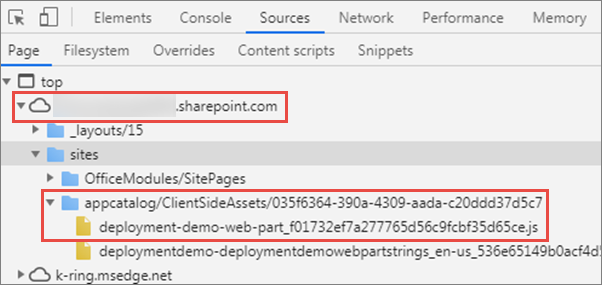 Elements Console Sources Network Performance Memory
Page Filesystem Overrides Content scripts Snippets
top
.sharepoint.com
_layouts/15
sites
OfficeModules/SitePages
appcatalog/ClientSideAssets/035f6364-390a-4309-aada-c20ddd37d5c7
deployment-demo-web-part_f01732ef7a277765d56c9fcbf35d65ce.js
deploymentdemo-deploymentdemowebpartstrings_en-us_536e65149b0acf4d5
k-ring.msedge.net